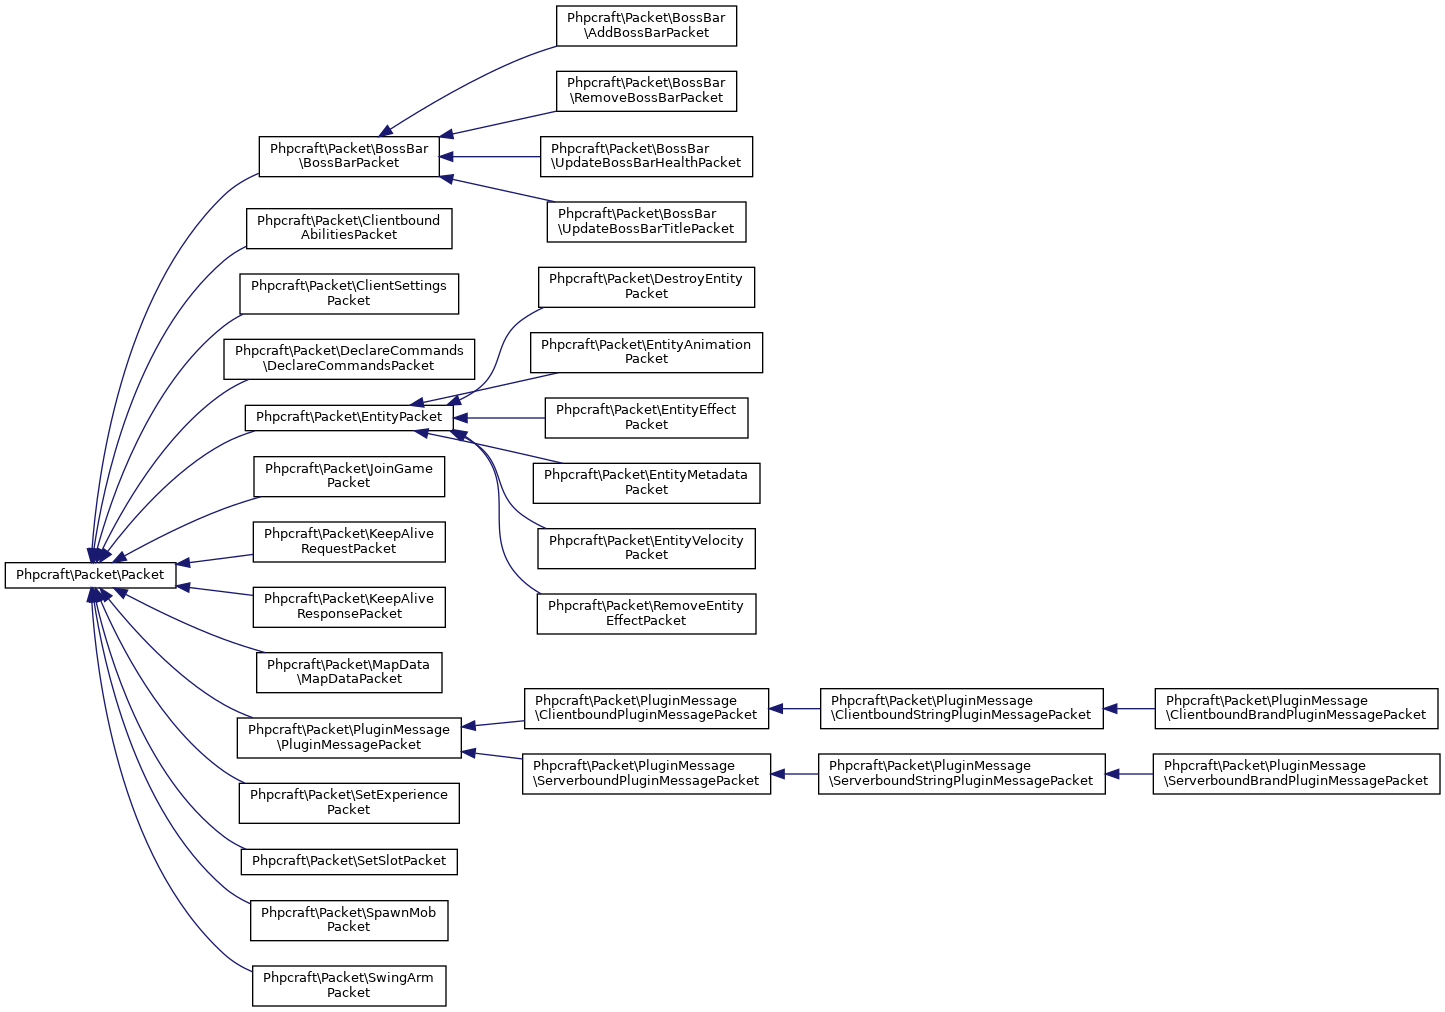 Phpcraft\Packet\BossBar
\AddBossBarPacket
Phpcraft\Packet\BossBar
\RemoveBossBarPacket
Phpcraft\Packet\BossBar
\BossBarPacket
Phpcraft\Packet\BossBar
\UpdateBossBarHealthPacket
Phpcraft\Packet\BossBar
\UpdateBossBarTitlePacket
Phpcraft\Packet\Clientbound
AbilitiesPacket
Phpcraft\Packet\ClientSettings
Packet
Phpcraft\Packet\DestroyEntity
Packet
Phpcraft\Packet\DeclareCommands
\DeclareCommandsPacket
Phpcraft\Packet\EntityAnimation
Packet
Phpcraft\Packet\EntityPacket
Phpcraft\Packet\EntityEffect
Packet
Phpcraft\Packet\JoinGame
Packet
Phpcraft\Packet\EntityMetadata
Packet
Phpcraft\Packet\KeepAlive
RequestPacket
Phpcraft\Packet\EntityVelocity
Packet
Phpcraft\Packet\Packet
Phpcraft\Packet\KeepAlive
ResponsePacket
Phpcraft\Packet\RemoveEntity
EffectPacket
Phpcraft\Packet\MapData
\MapDataPacket
Phpcraft\Packet\PluginMessage
\PluginMessagePacket
Phpcraft\Packet\PluginMessage
\ClientboundPluginMessagePacket
Phpcraft\Packet\PluginMessage
\ClientboundStringPluginMessagePacket
Phpcraft\Packet\PluginMessage
\ClientboundBrandPluginMessagePacket
Phpcraft\Packet\PluginMessage
\ServerboundPluginMessagePacket
Phpcraft\Packet\PluginMessage
\ServerboundStringPluginMessagePacket
Phpcraft\Packet\PluginMessage
\ServerboundBrandPluginMessagePacket
Phpcraft\Packet\SetExperience
Packet
Phpcraft\Packet\SetSlotPacket
Phpcraft\Packet\SpawnMob
Packet
Phpcraft\Packet\SwingArm
Packet